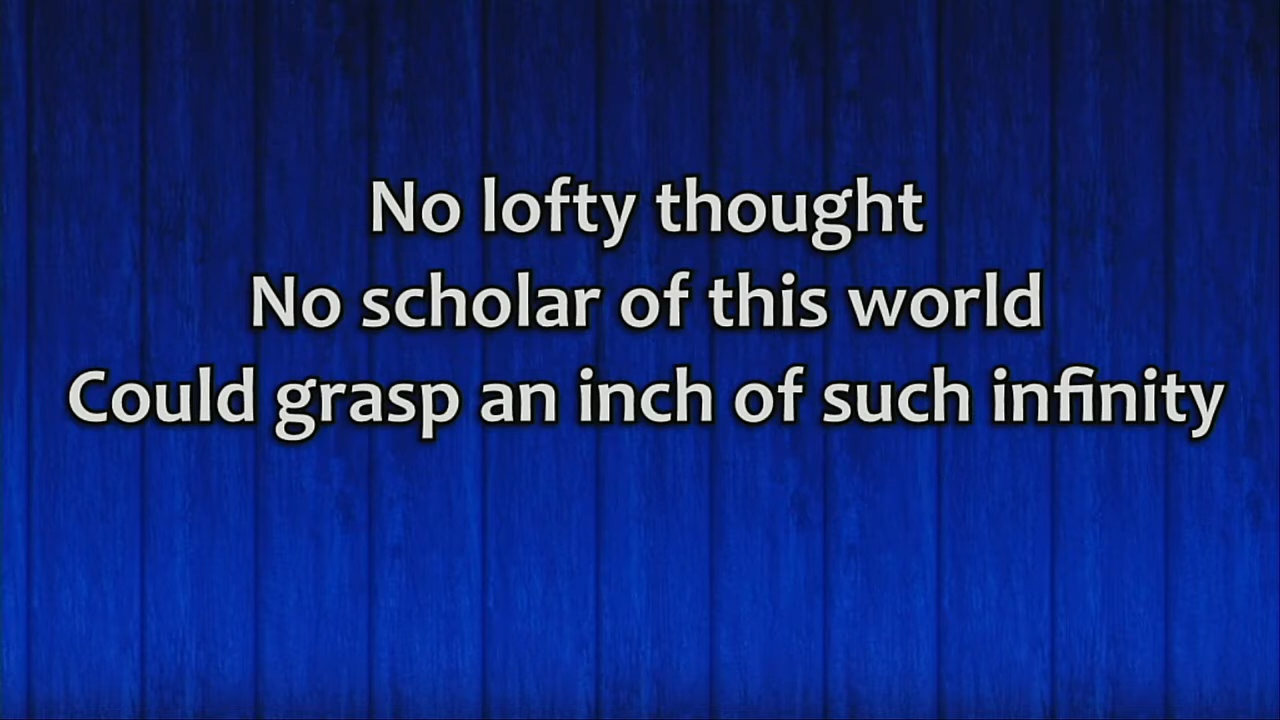 No lofty thought
No scholar of this world
Could grasp an inch of such infinity